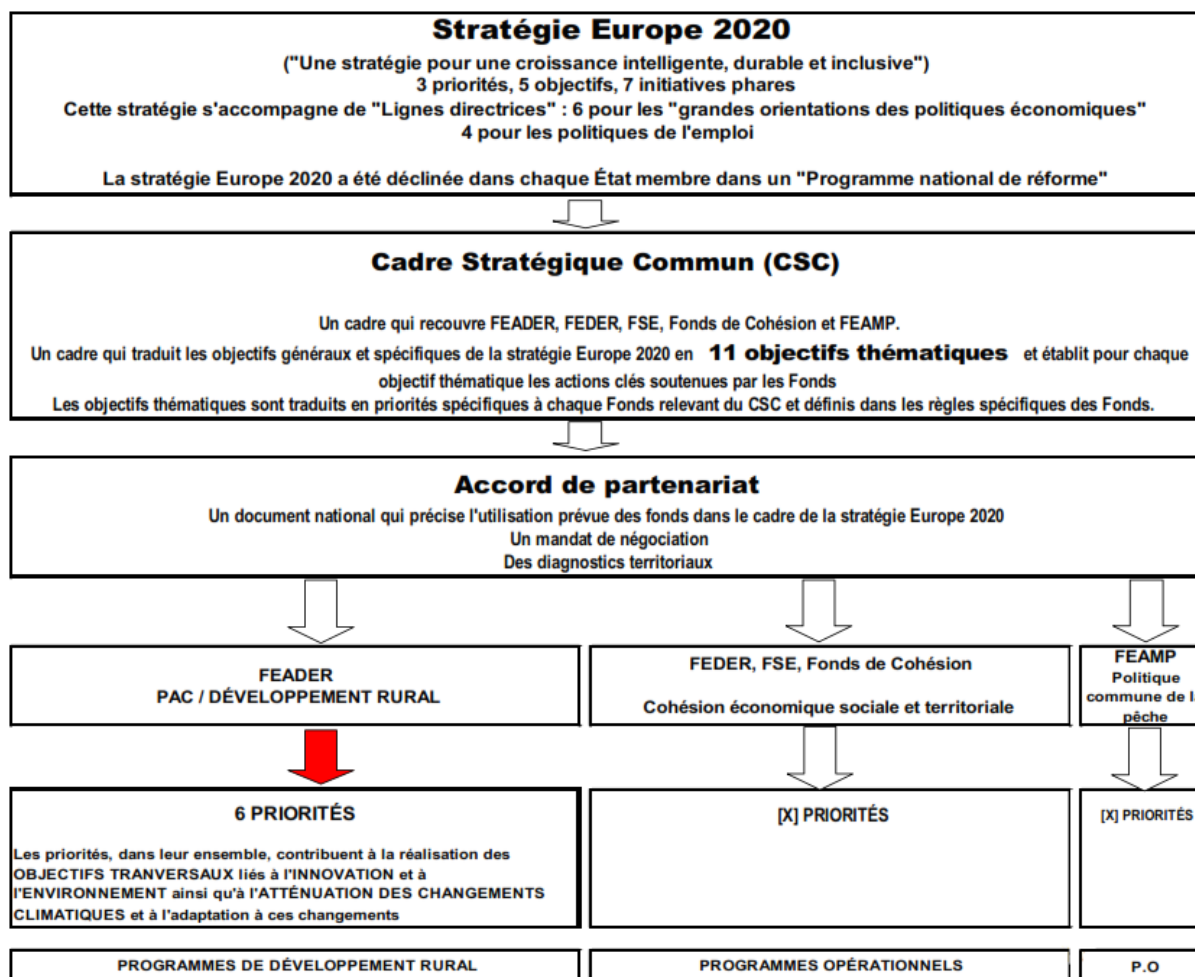 Stratégie Europe 2020
("Une stratégie pour une croissance intelligente, durable et inclusive")
3 priorités, 5 objectifs, 7 initiatives phares
Cette stratégie s'accompagne de "Lignes directrices" : 6 pour les "grandes orientations des politiques économiques"
4 pour les politiques de l'emploi
La stratégie Europe 2020 a été déclinée dans chaque État membre dans un "Programme national de réforme"
Cadre Stratégique Commun (CSC)
Un cadre qui recouvre FEADER, FEDER, FSE, Fonds de Cohésion et FEAMP.
Un cadre qui traduit les objectifs généraux et spécifiques de la stratégie Europe 2020 en 11 objectifs thématiques et établit pour chaque
objectif thématique les actions clés soutenues par les Fonds
Les objectifs thématiques sont traduits en priorités spécifiques à chaque Fonds relevant du CSC et définis dans les règles spécifiques des Fonds.
Accord de partenariat
Un document national qui précise l'utilisation prévue des fonds dans le cadre de la stratégie Europe 2020
Un mandat de négociation
Des diagnostics territoriaux
FEADER
PAC / DÉVELOPPEMENT RURAL
FEDER, FSE, Fonds de Cohésion
Cohésion économique sociale et territoriale
FEAMP
Politique
commune de l
pêche
6 PRIORITÉS
Les priorités, dans leur ensemble, contribuent à la réalisation des
OBJECTIFS TRANVERSAUX liés à l'INNOVATION et à
l'ENVIRONNEMENT ainsi qu'à l'ATTÉNUATION DES CHANGEMENTS
CLIMATIQUES et à l'adaptation à ces changements
[X] PRIORITÉS
[X] PRIORITÉS
PROGRAMMES DE DÉVELOPPEMENT RURAL
PROGRAMMES OPÉRATIONNELS
P.O